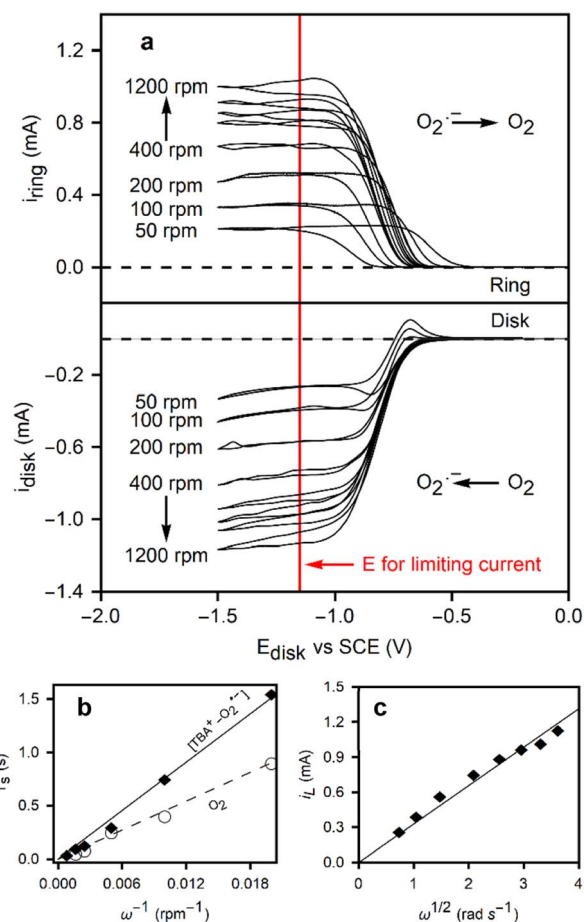 a
1.2
0.8
0.4
0.0
i_ring (mA)
1200 rpm
400 rpm
200 rpm
100 rpm
50 rpm
O₂·⁻ → O₂
Ring
Disk
−0.2
−0.6
−1.0
−1.4
i_disk (mA)
50 rpm
100 rpm
200 rpm
400 rpm
1200 rpm
O₂·⁻ ← O₂
← E for limiting current
−2.0 −1.5 −1.0 −0.5 0.0
E_disk vs SCE (V)
b
1.5
1.0
0.5
0.0
[TBA⁺–O₂·⁻]
O₂
0.000 0.006 0.012 0.018
ω⁻¹ (rpm⁻¹)
c
1.5
1.2
0.9
0.6
0.3
0
i_L (mA)
0 1 2 3 4
ω^1/2 (rad s⁻¹)